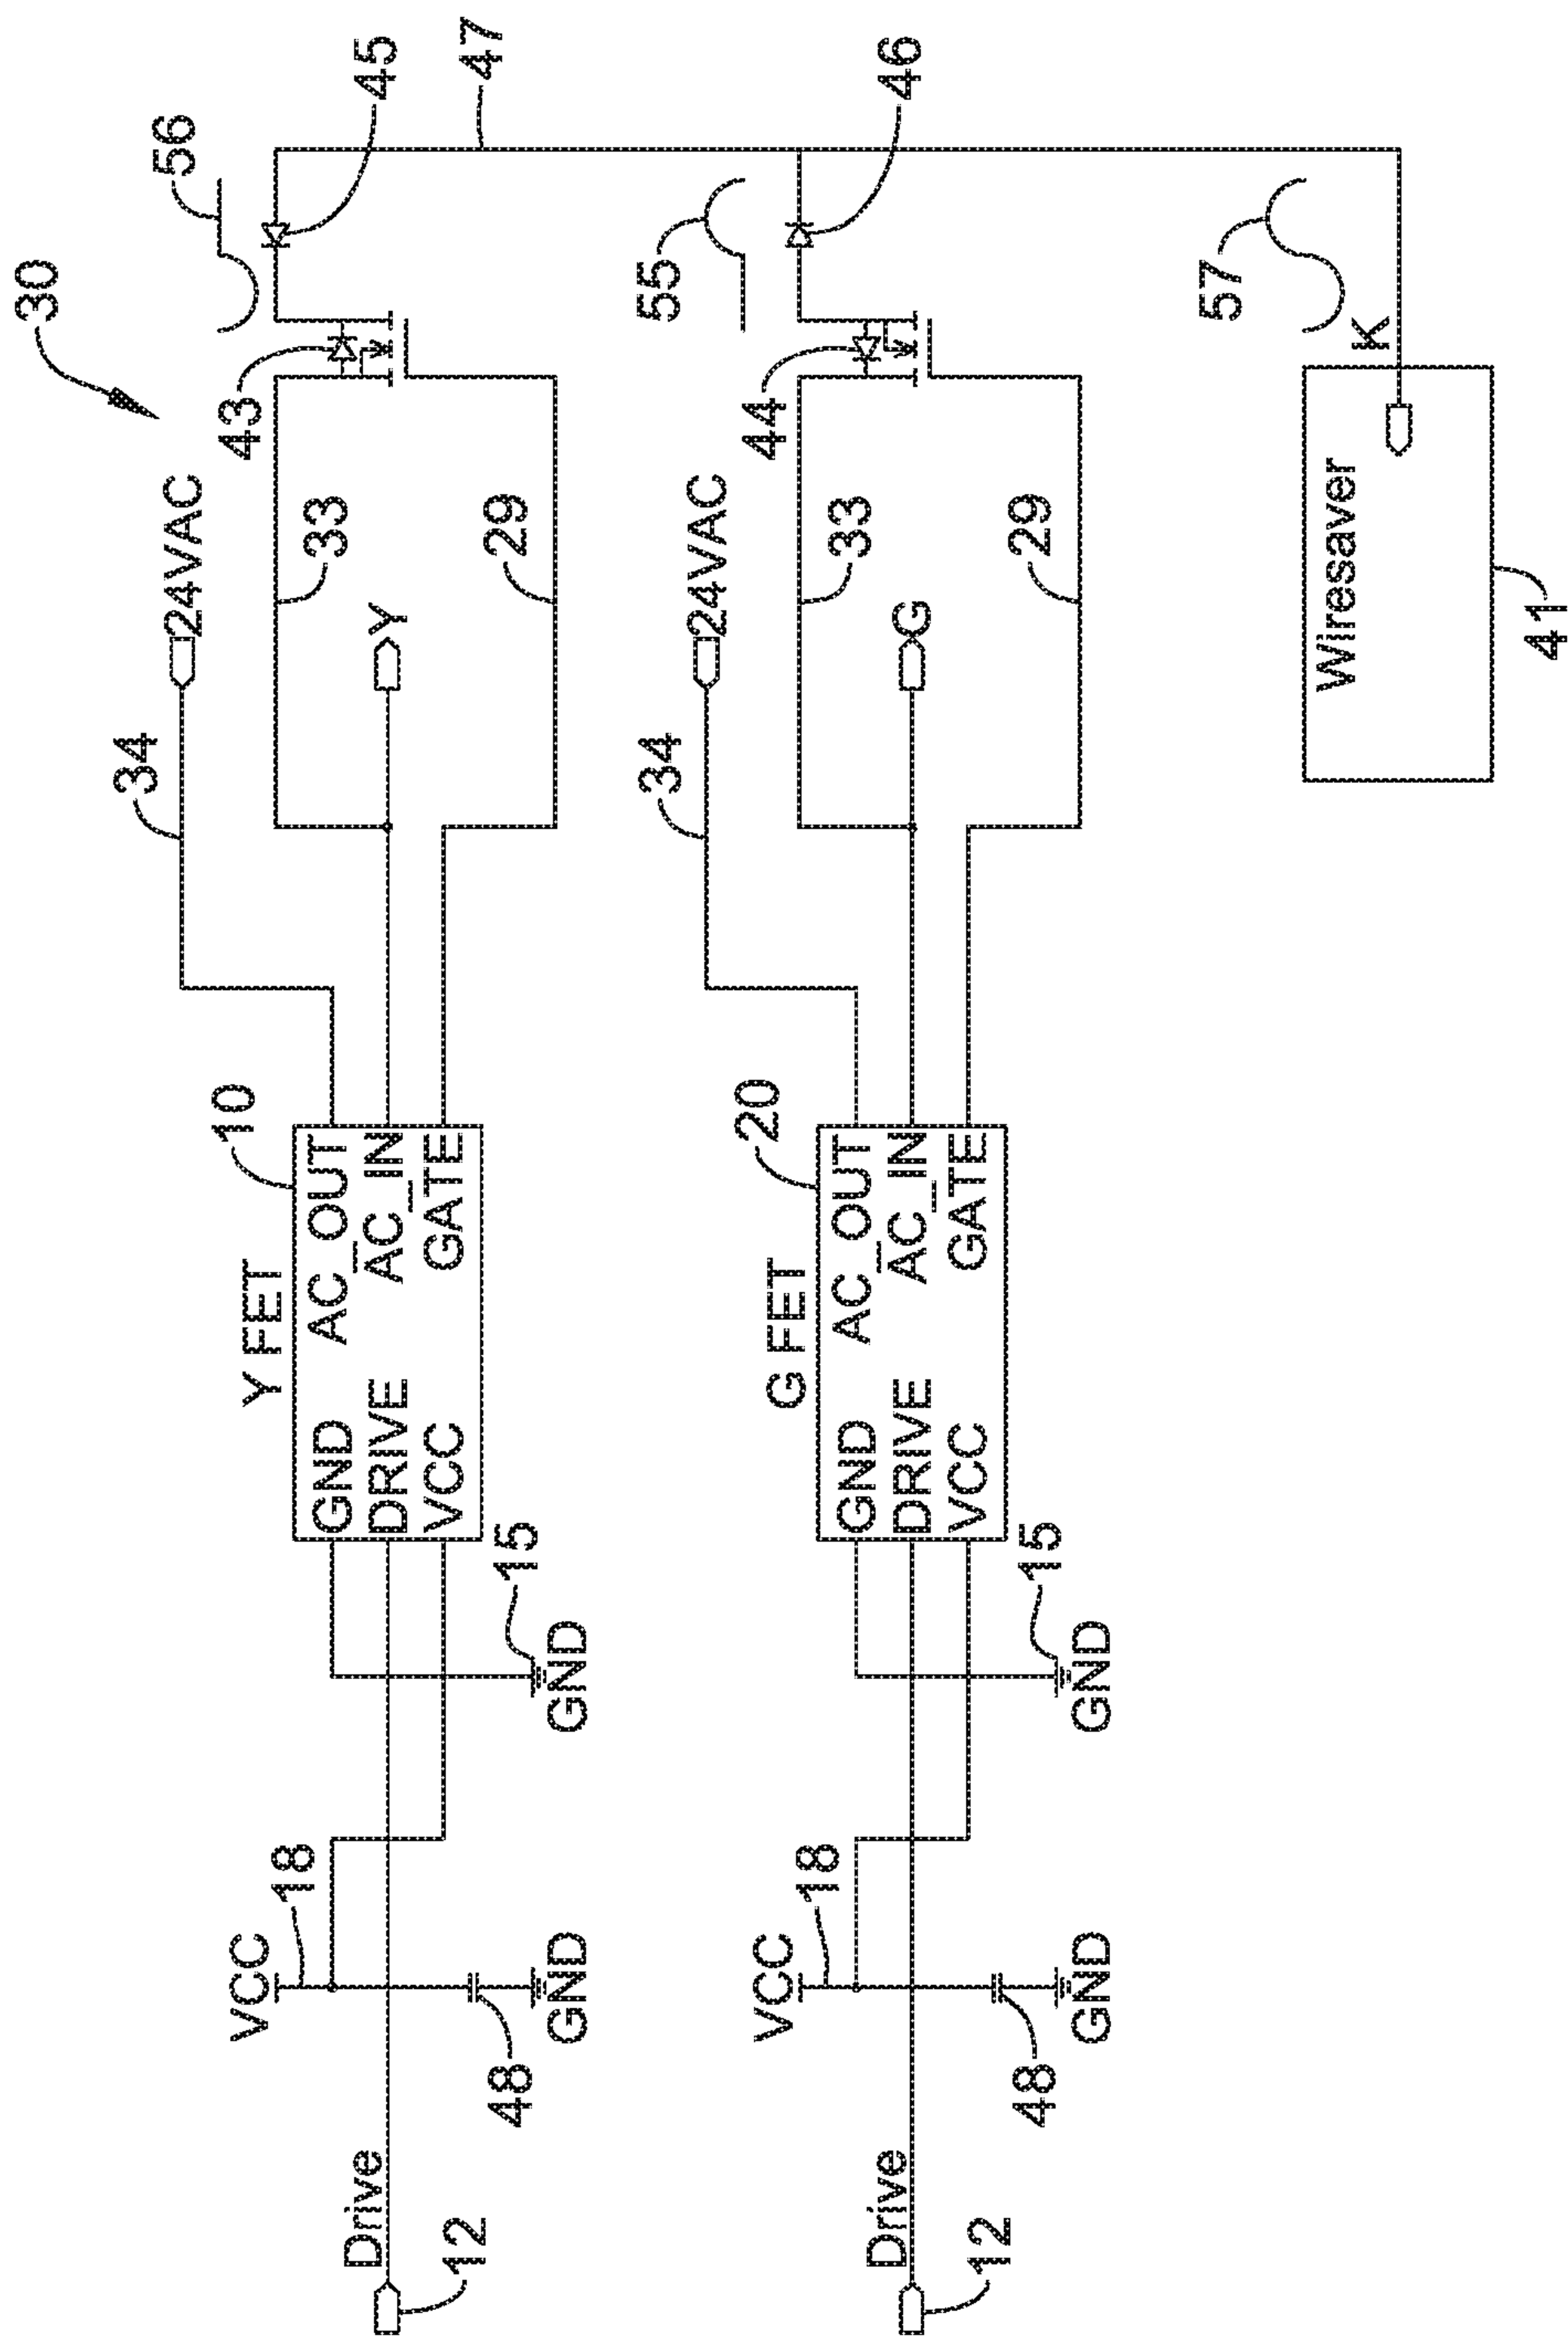 30
56
45
47
24VAC
34
43
33
Y
29
10
Y FET
GND
AC_OUT
DRIVE
AC_IN
VCC
GATE
VCC
18
15
GND
48
GND
Drive
12
55
46
24VAC
34
44
33
G
29
20
G FET
GND
AC_OUT
DRIVE
AC_IN
VCC
GATE
VCC
18
15
GND
48
GND
Drive
12
57
K
Wiresaver
41